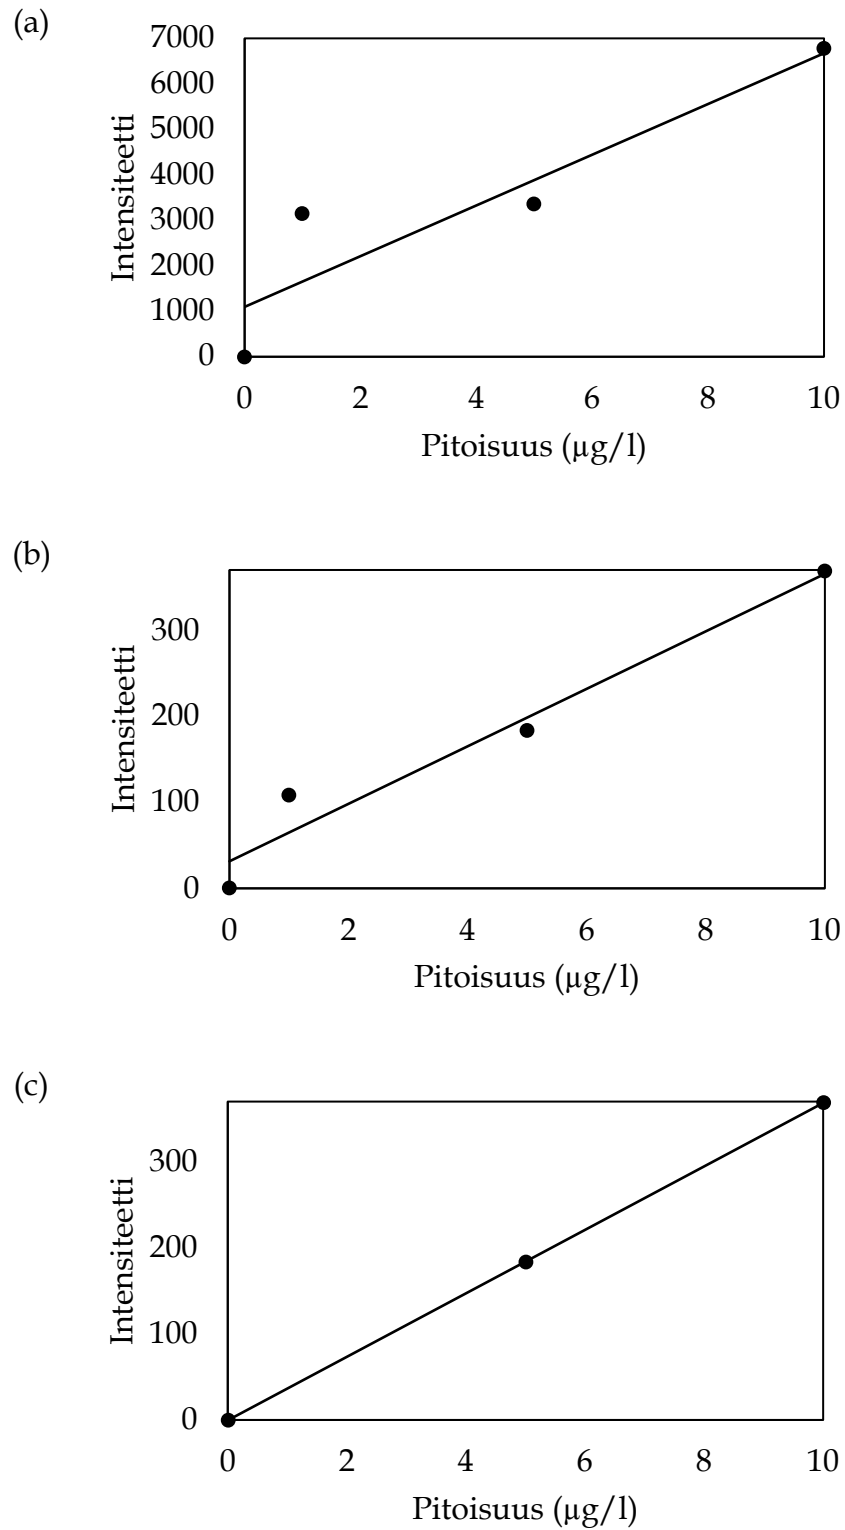 (a)
7000
6000
5000
4000
3000
2000
1000
0
Intensiteetti
0 2 4 6 8 10
Pitoisuus (µg/l)
(b)
300
200
100
0
Intensiteetti
0 2 4 6 8 10
Pitoisuus (µg/l)
(c)
300
200
100
0
Intensiteetti
0 2 4 6 8 10
Pitoisuus (µg/l)